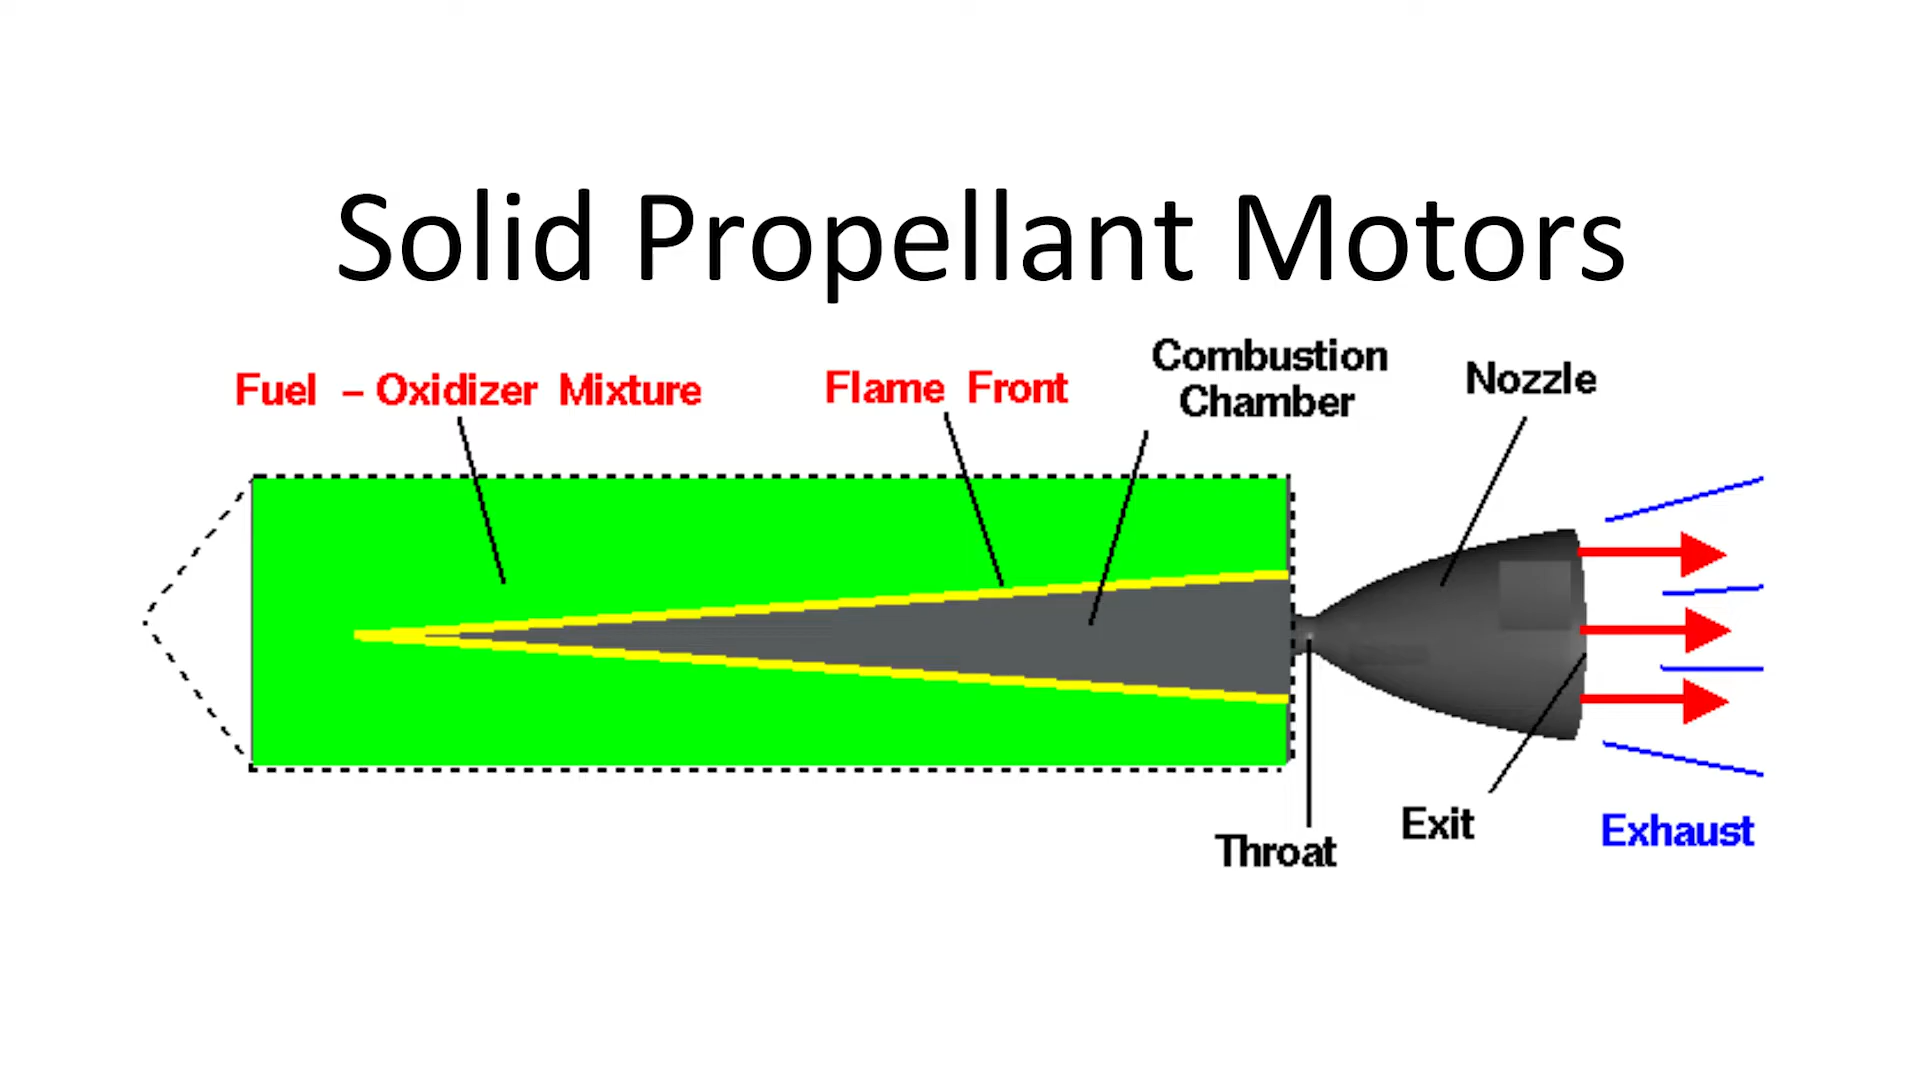 Solid Propellant Motors
Fuel – Oxidizer Mixture
Flame Front
Combustion
Chamber
Nozzle
Throat
Exit
Exhaust